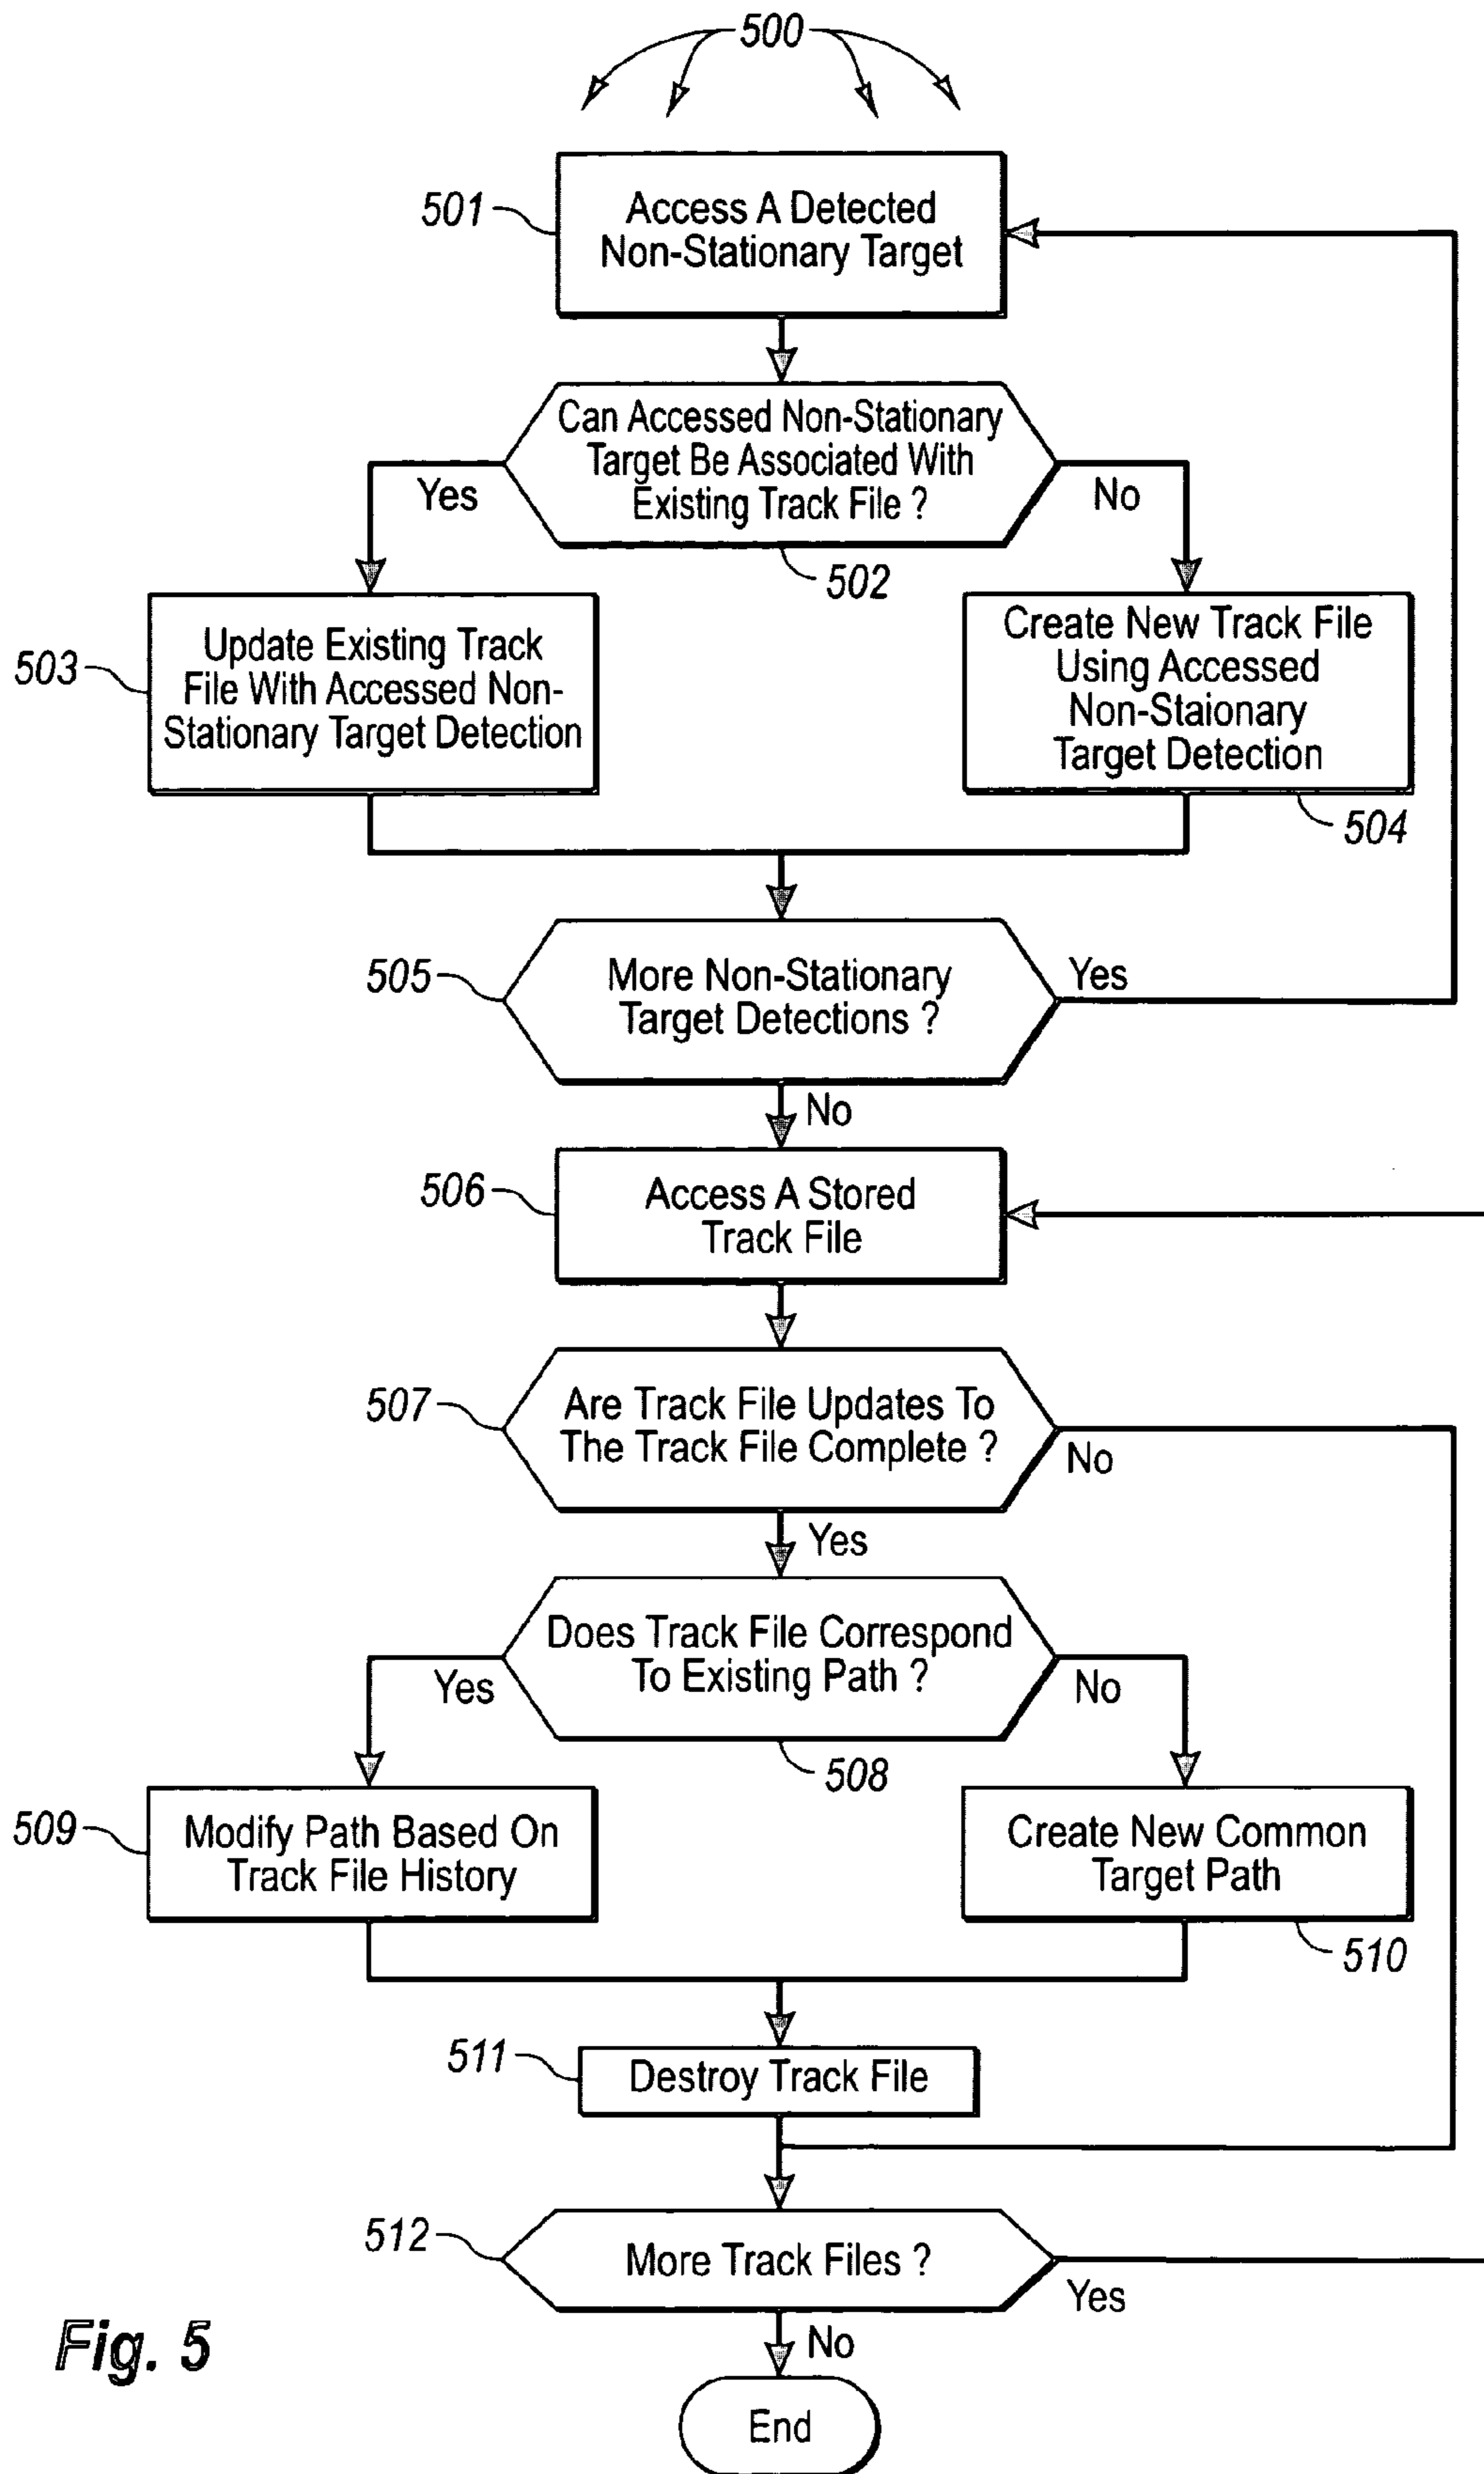 500
501
Access A Detected
Non-Stationary Target
Can Accessed Non-Stationary
Target Be Associated With
Existing Track File ?
Yes
No
502
503
Update Existing Track
File With Accessed Non-
Stationary Target Detection
Create New Track File
Using Accessed
Non-Staionary
Target Detection
504
505
More Non-Stationary
Target Detections ?
Yes
No
506
Access A Stored
Track File
507
Are Track File Updates To
The Track File Complete ?
No
Yes
Does Track File Correspond
To Existing Path ?
Yes
No
508
509
Modify Path Based On
Track File History
Create New Common
Target Path
510
511
Destroy Track File
512
More Track Files ?
Yes
No
Fig. 5
End